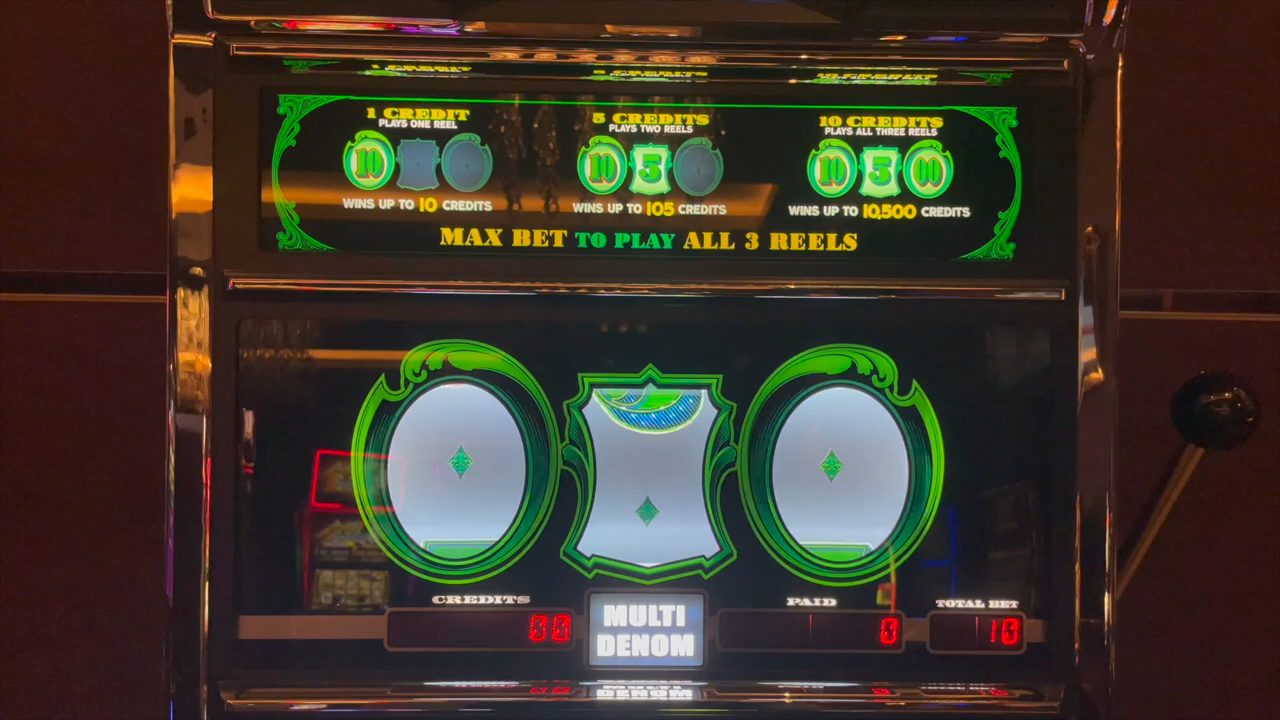 1 CREDIT
PLAYS ONE REEL
10
WINS UP TO 10 CREDITS
5 CREDITS
PLAYS TWO REELS
10 5
WINS UP TO 105 CREDITS
10 CREDITS
PLAYS ALL THREE REELS
10 5 00
WINS UP TO 10,500 CREDITS
MAX BET TO PLAY ALL 3 REELS
CREDITS
00
MULTI
DENOM
PAID
0
TOTAL BET
10